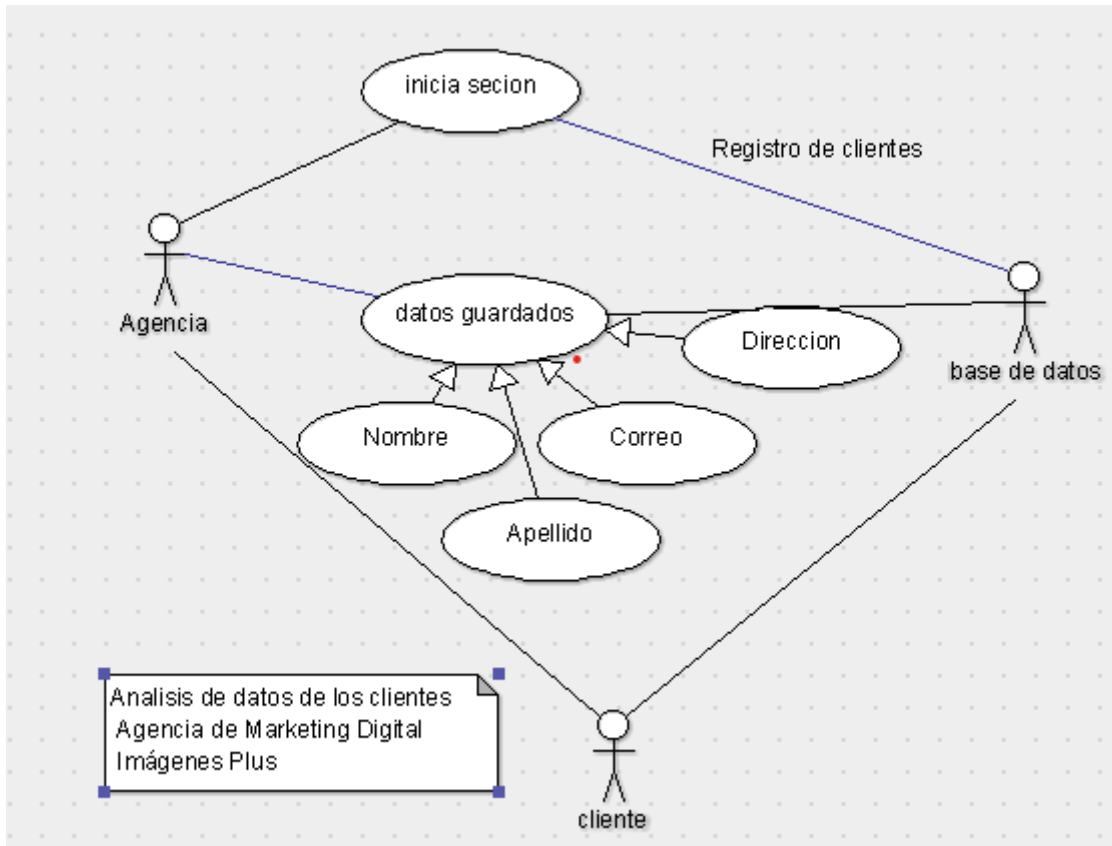 inicia secion
Registro de clientes
Agencia
datos guardados
Direccion
base de datos
Nombre
Correo
Apellido
Analisis de datos de los clientes
Agencia de Marketing Digital
Imágenes Plus
cliente